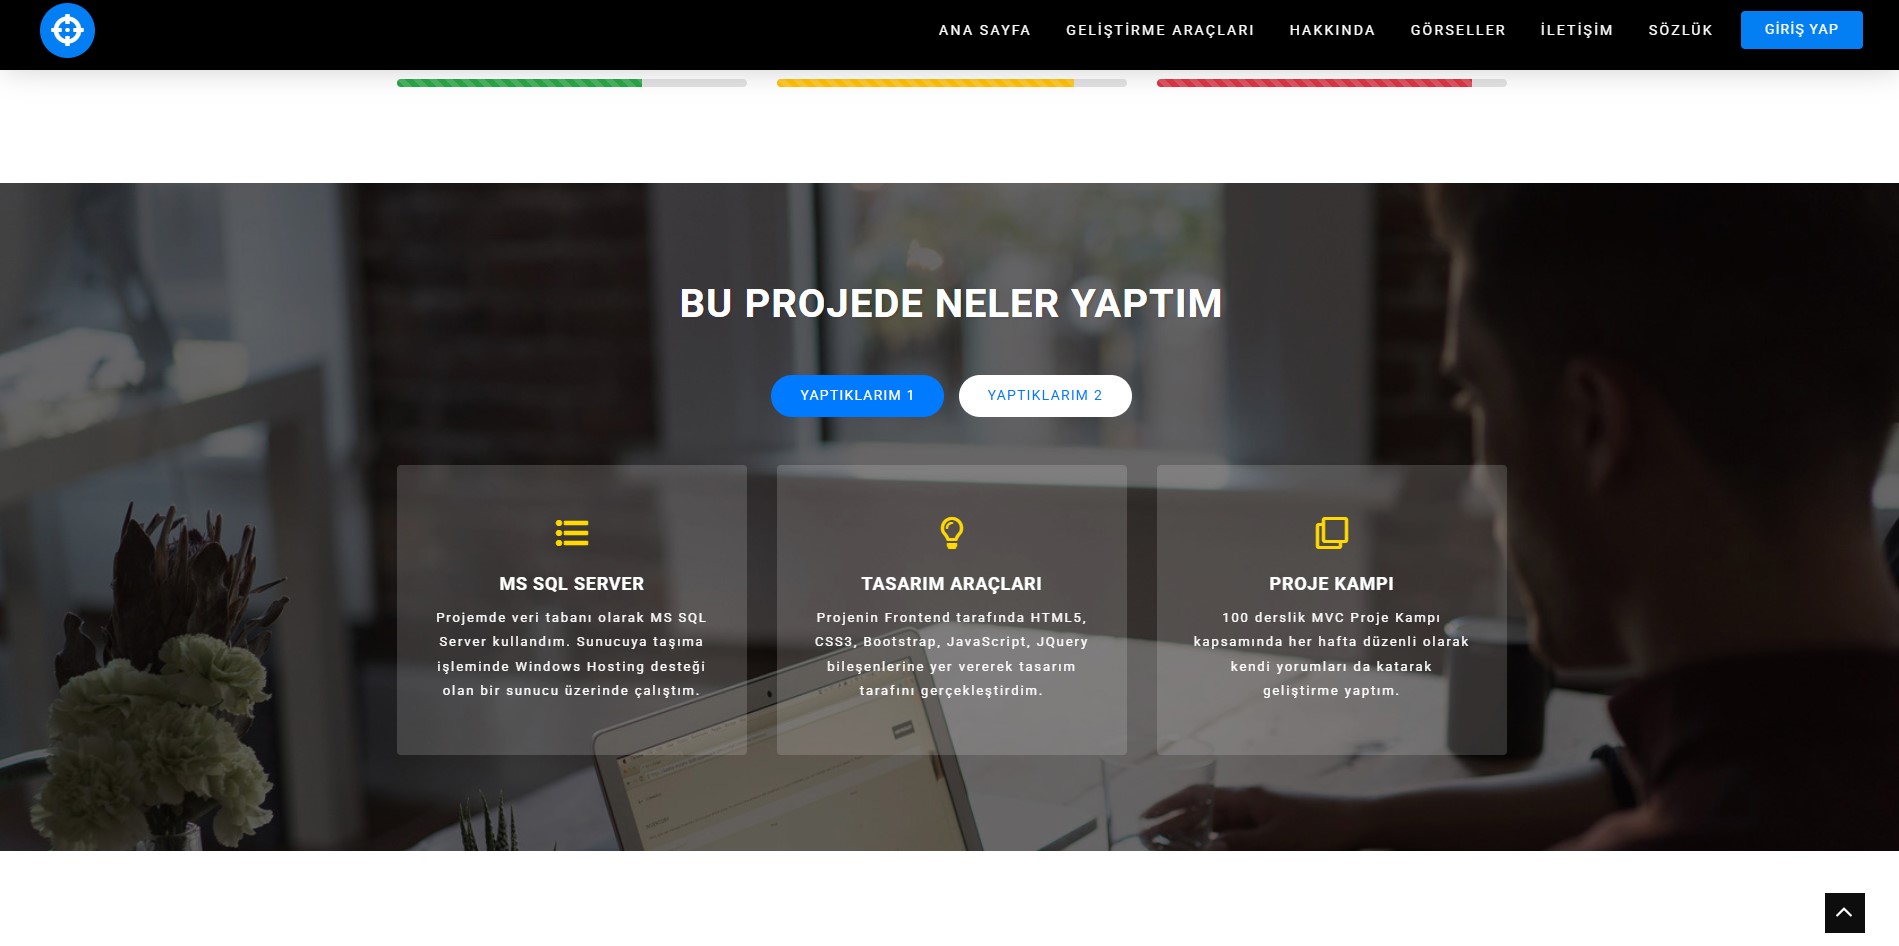 ANA SAYFA GELİŞTİRME ARAÇLARI HAKKINDA GÖRSELLER İLETİŞİM SÖZLÜK GİRİŞ YAP
BU PROJEDE NELER YAPTIM
YAPTIKLARIM 1 YAPTIKLARIM 2
MS SQL SERVER
Projemde veri tabanı olarak MS SQL
Server kullandım. Sunucuya taşıma
işleminde Windows Hosting desteği
olan bir sunucu üzerinde çalıştım.
TASARIM ARAÇLARI
Projenin Frontend tarafında HTML5,
CSS3, Bootstrap, JavaScript, JQuery
bileşenlerine yer vererek tasarım
tarafını gerçekleştirdim.
PROJE KAMPI
100 derslik MVC Proje Kampı
kapsamında her hafta düzenli olarak
kendi yorumları da katarak
geliştirme yaptım.